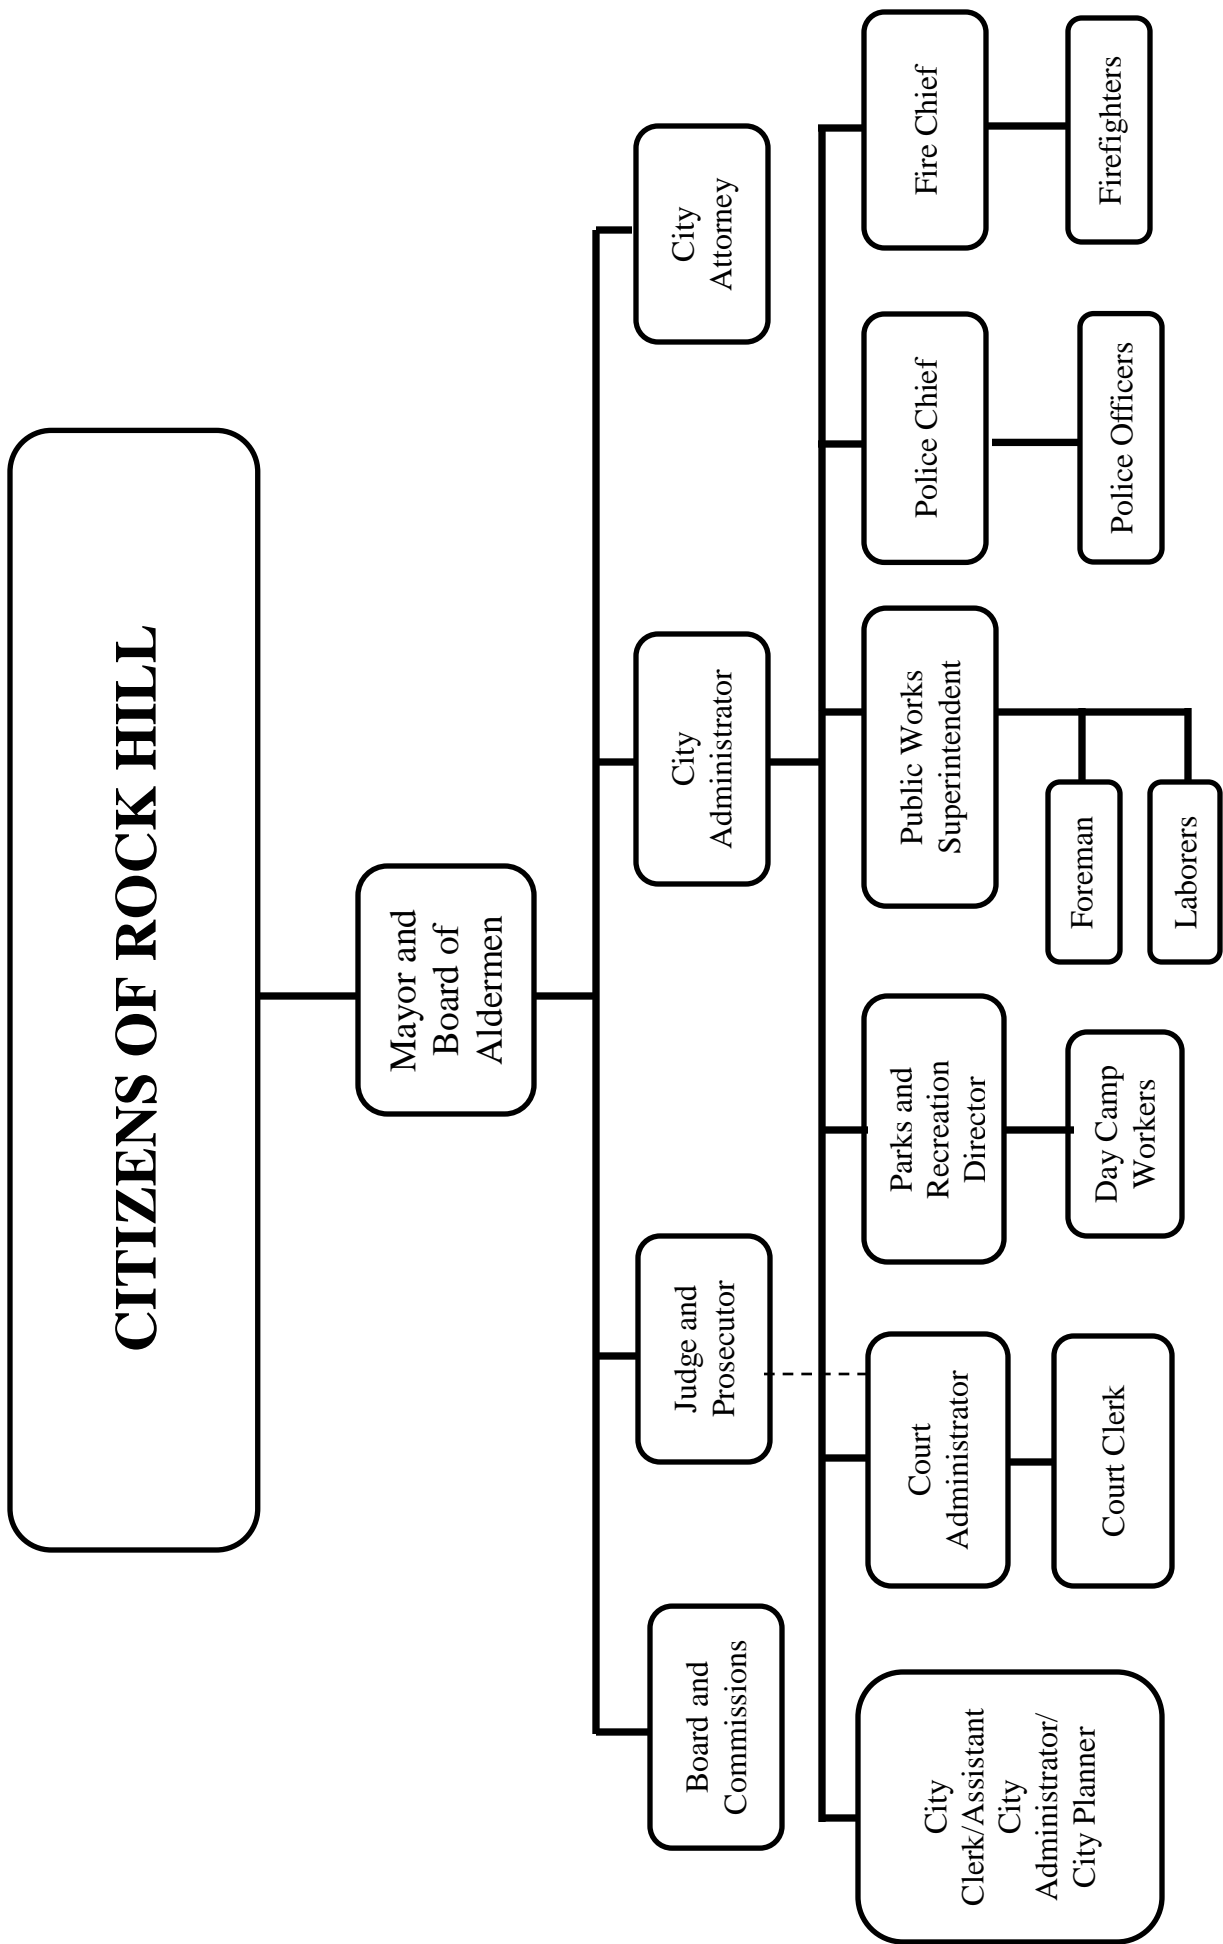 CITIZENS OF ROCK HILL
Mayor and
Board of
Aldermen
Board and
Commissions
Judge and
Prosecutor
City
Administrator
City
Attorney
City
Clerk/Assistant
City
Administrator/
City Planner
Court
Administrator
Parks and
Recreation
Director
Public Works
Superintendent
Police Chief
Fire Chief
Court Clerk
Day Camp
Workers
Foreman
Laborers
Police Officers
Firefighters